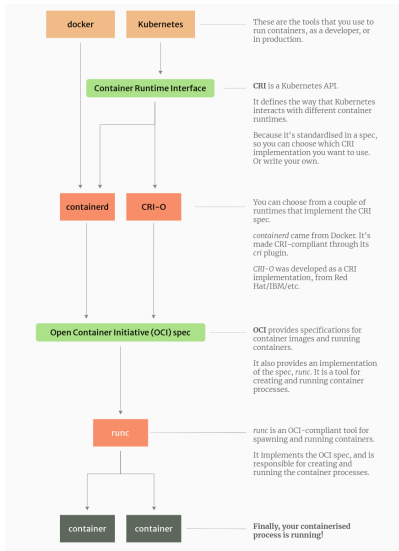 docker
Kubernetes
These are the tools that you use to
run containers, as a developer, or
in production.
Container Runtime Interface
CRI is a Kubernetes API.
It defines the way that Kubernetes
interacts with different container
runtimes.
Because it's standardised in a spec,
so you can choose which CRI
implementation you want to use.
Or write your own.
containerd
CRI-O
You can choose from a couple of
runtimes that implement the CRI
spec.
containerd came from Docker. It's
made CRI-compliant through its
cri plugin.
CRI-O was developed as a CRI
implementation, from Red
Hat/IBM/etc.
Open Container Initiative (OCI) spec
OCI provides specifications for
container images and running
containers.
It also provides an implementation
of the spec, runc. It is a tool for
creating and running container
processes.
runc
runc is an OCI-compliant tool for
spawning and running containers.
It implements the OCI spec, and is
responsible for creating and
running the container processes.
container
container
Finally, your containerised
process is running!